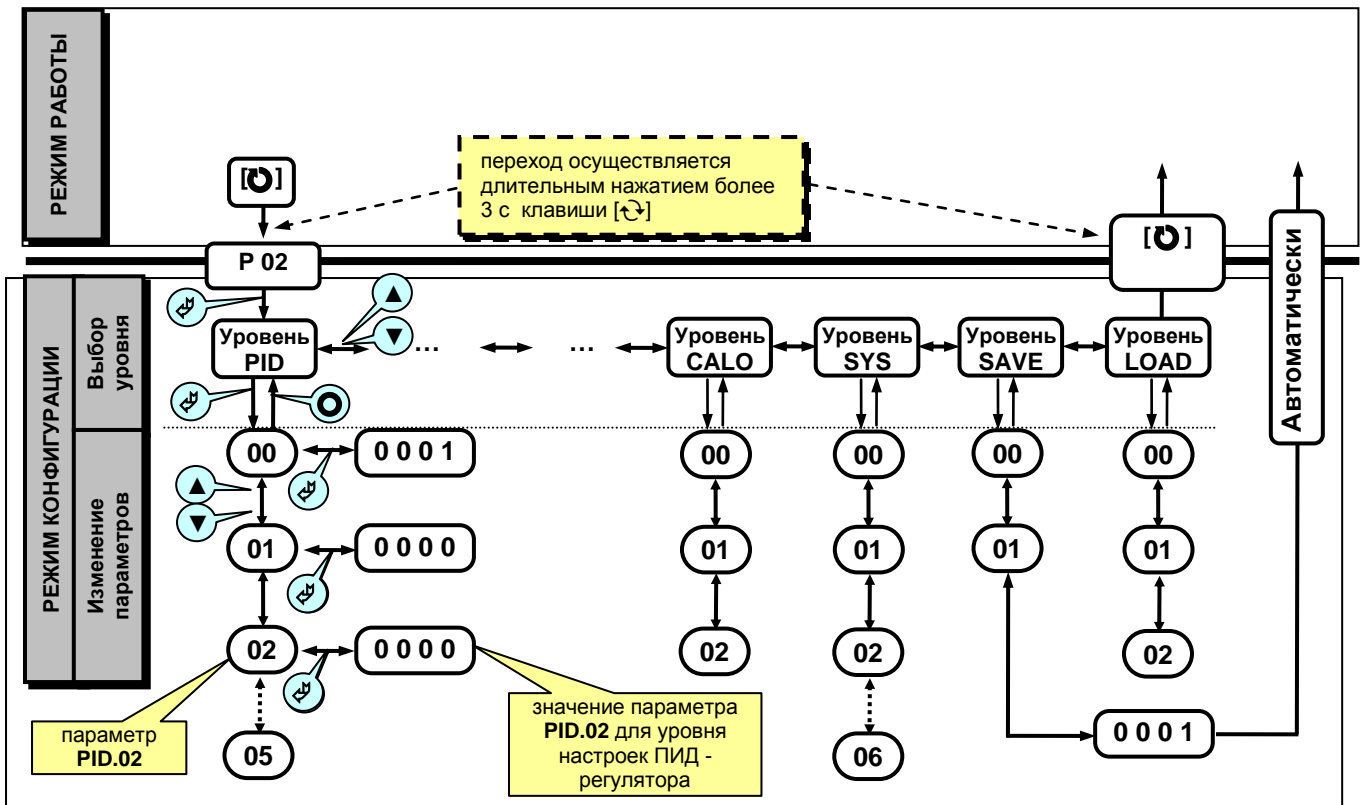 РЕЖИМ РАБОТЫ
[↻]
переход осуществляется
длительным нажатием более
3 с клавиши [↻]
[↻]
P 02
Автоматически
РЕЖИМ КОНФИГУРАЦИИ
Выбор
уровня
▲
▼
Уровень
PID
...
...
Уровень
CALO
Уровень
SYS
Уровень
SAVE
Уровень
LOAD
Изменение
параметров
00
0 0 0 1
00
00
00
00
▲
▼
01
0 0 0 0
01
01
01
01
02
0 0 0 0
02
02
02
параметр
PID.02
05
значение параметра
PID.02 для уровня
настроек ПИД -
регулятора
06
0 0 0 1